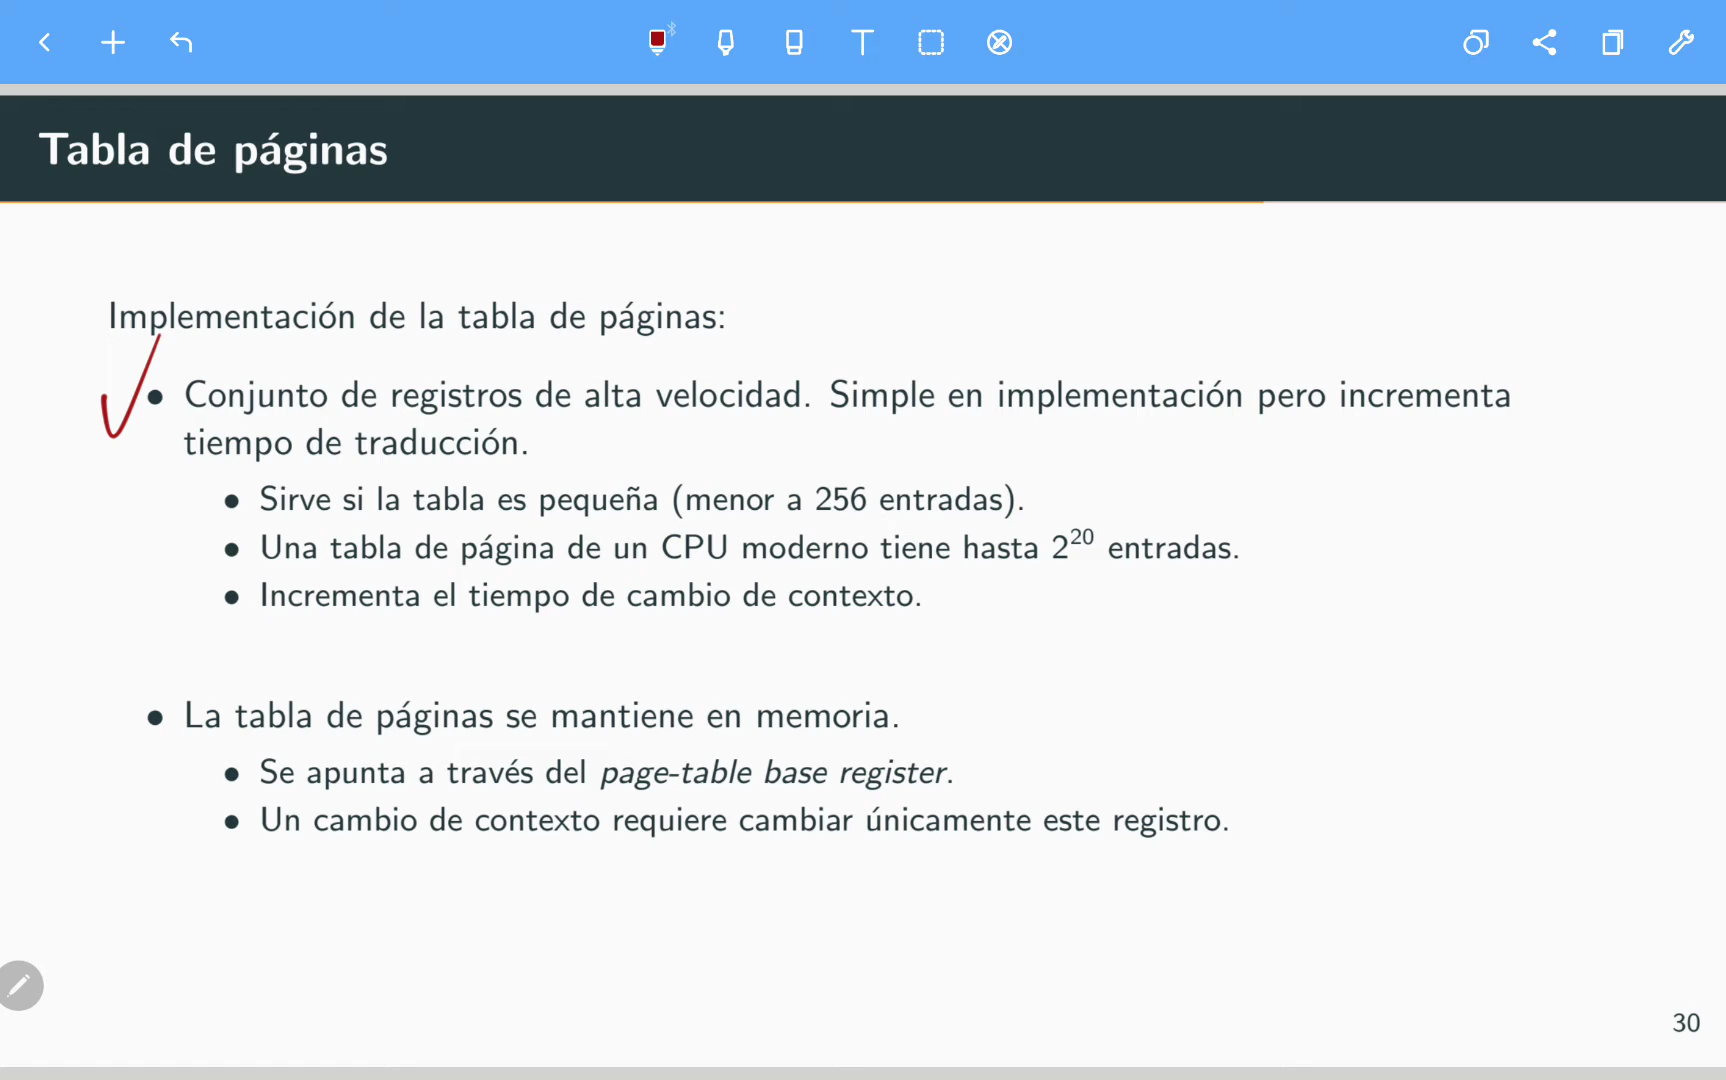 Tabla de páginas
Implementación de la tabla de páginas:
• Conjunto de registros de alta velocidad. Simple en implementación pero incrementa
tiempo de traducción.
• Sirve si la tabla es pequeña (menor a 256 entradas).
• Una tabla de página de un CPU moderno tiene hasta 2²⁰ entradas.
• Incrementa el tiempo de cambio de contexto.
• La tabla de páginas se mantiene en memoria.
• Se apunta a través del page-table base register.
• Un cambio de contexto requiere cambiar únicamente este registro.
30